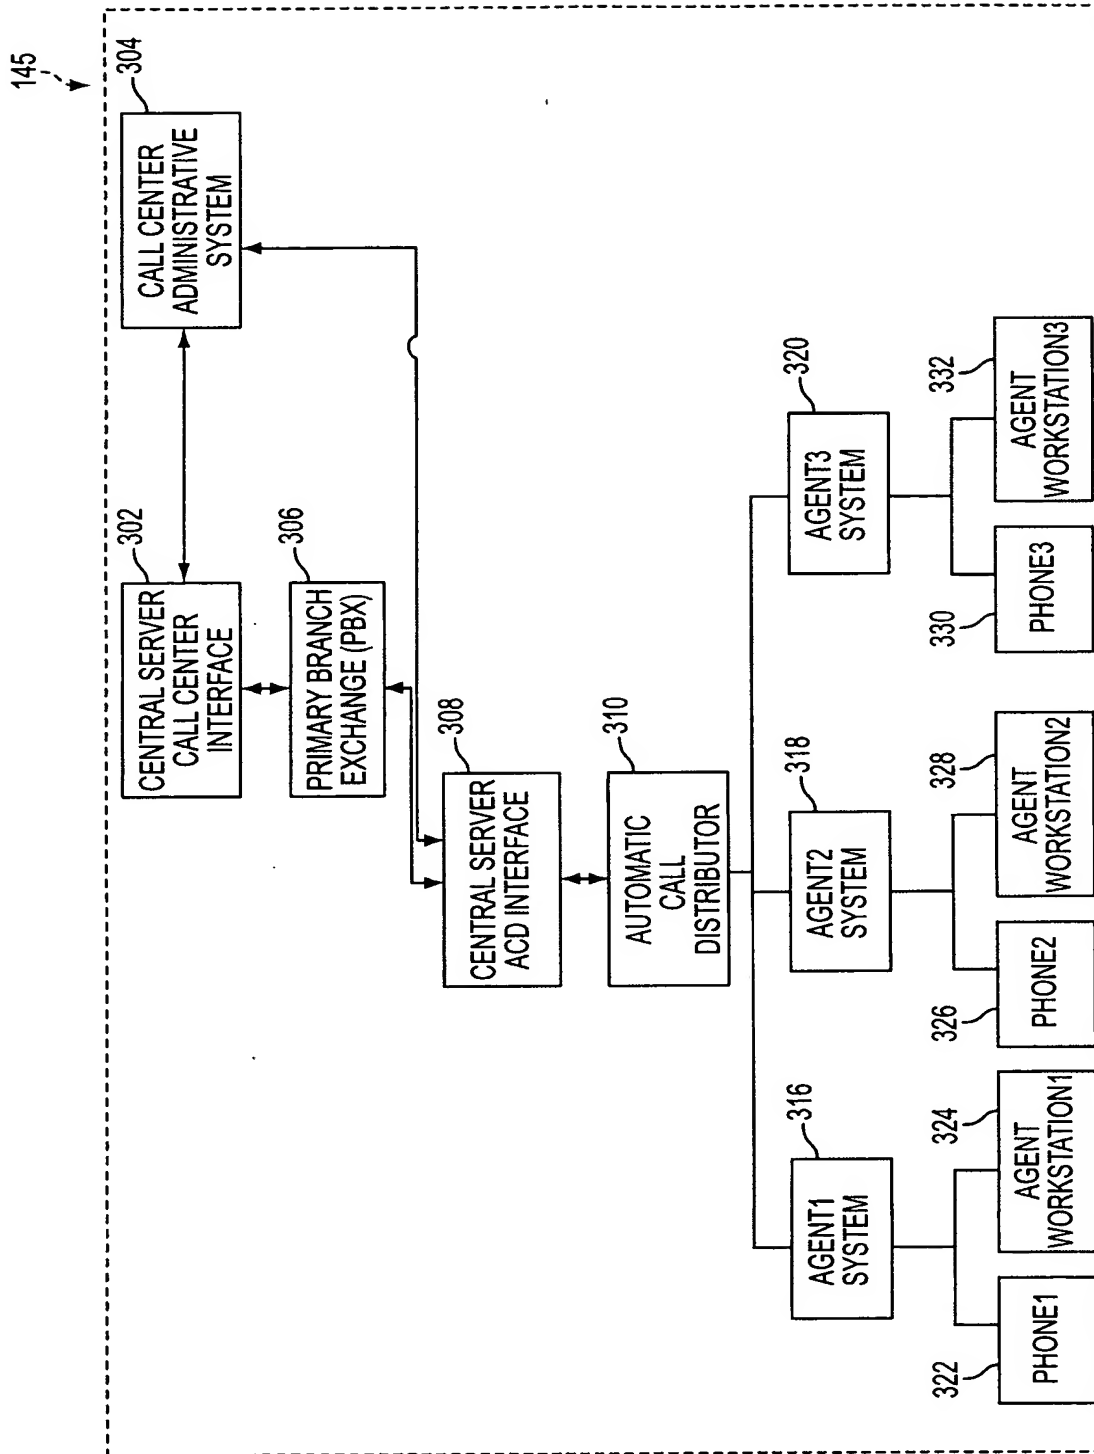 145
304
CALL CENTER
ADMINISTRATIVE
SYSTEM
302
CENTRAL SERVER
CALL CENTER
INTERFACE
306
PRIMARY BRANCH
EXCHANGE (PBX)
308
CENTRAL SERVER
ACD INTERFACE
310
AUTOMATIC
CALL
DISTRIBUTOR
316
AGENT1
SYSTEM
318
AGENT2
SYSTEM
320
AGENT3
SYSTEM
322
PHONE1
324
AGENT
WORKSTATION1
326
PHONE2
328
AGENT
WORKSTATION2
330
PHONE3
332
AGENT
WORKSTATION3